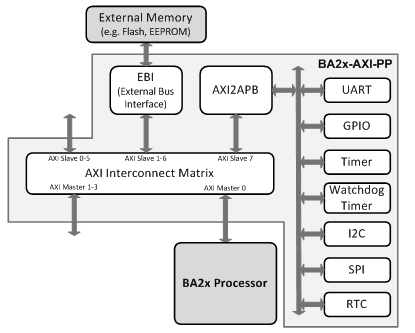 External Memory
(e.g. Flash, EEPROM)
BA2x-AXI-PP
EBI
(External Bus
Interface)
AXI2APB
UART
GPIO
AXI Slave 0-5
AXI Slave 1-6
AXI Slave 7
AXI Interconnect Matrix
AXI Master 1-3
AXI Master 0
Timer
Watchdog
Timer
I2C
BA2x Processor
SPI
RTC